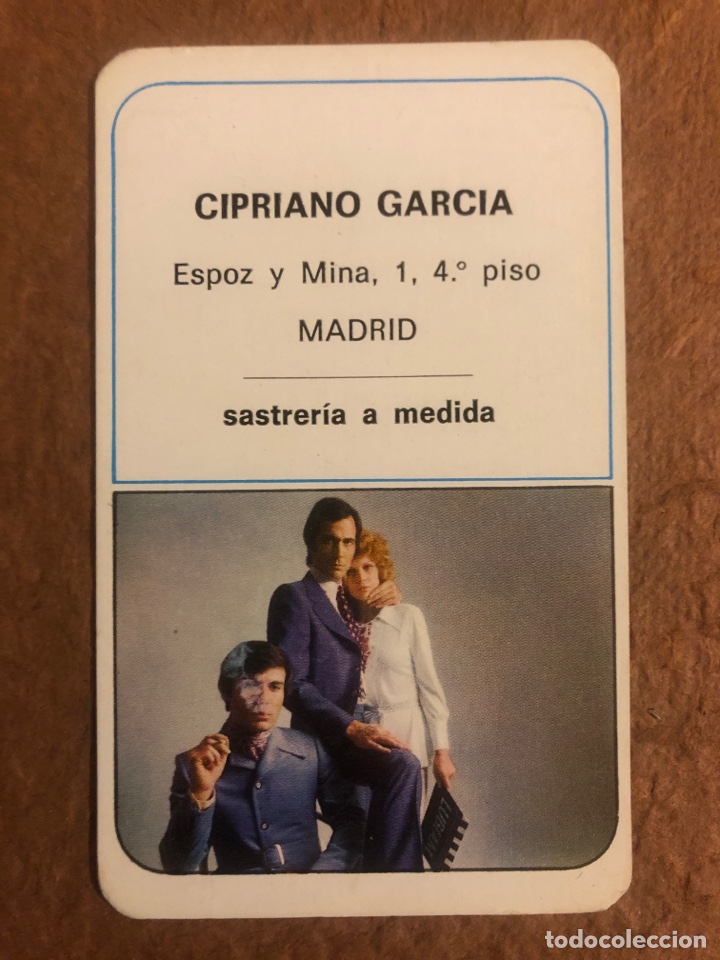 CIPRIANO GARCIA
Espoz y Mina, 1, 4.° piso
MADRID
sastrería a medida
todocoleccion